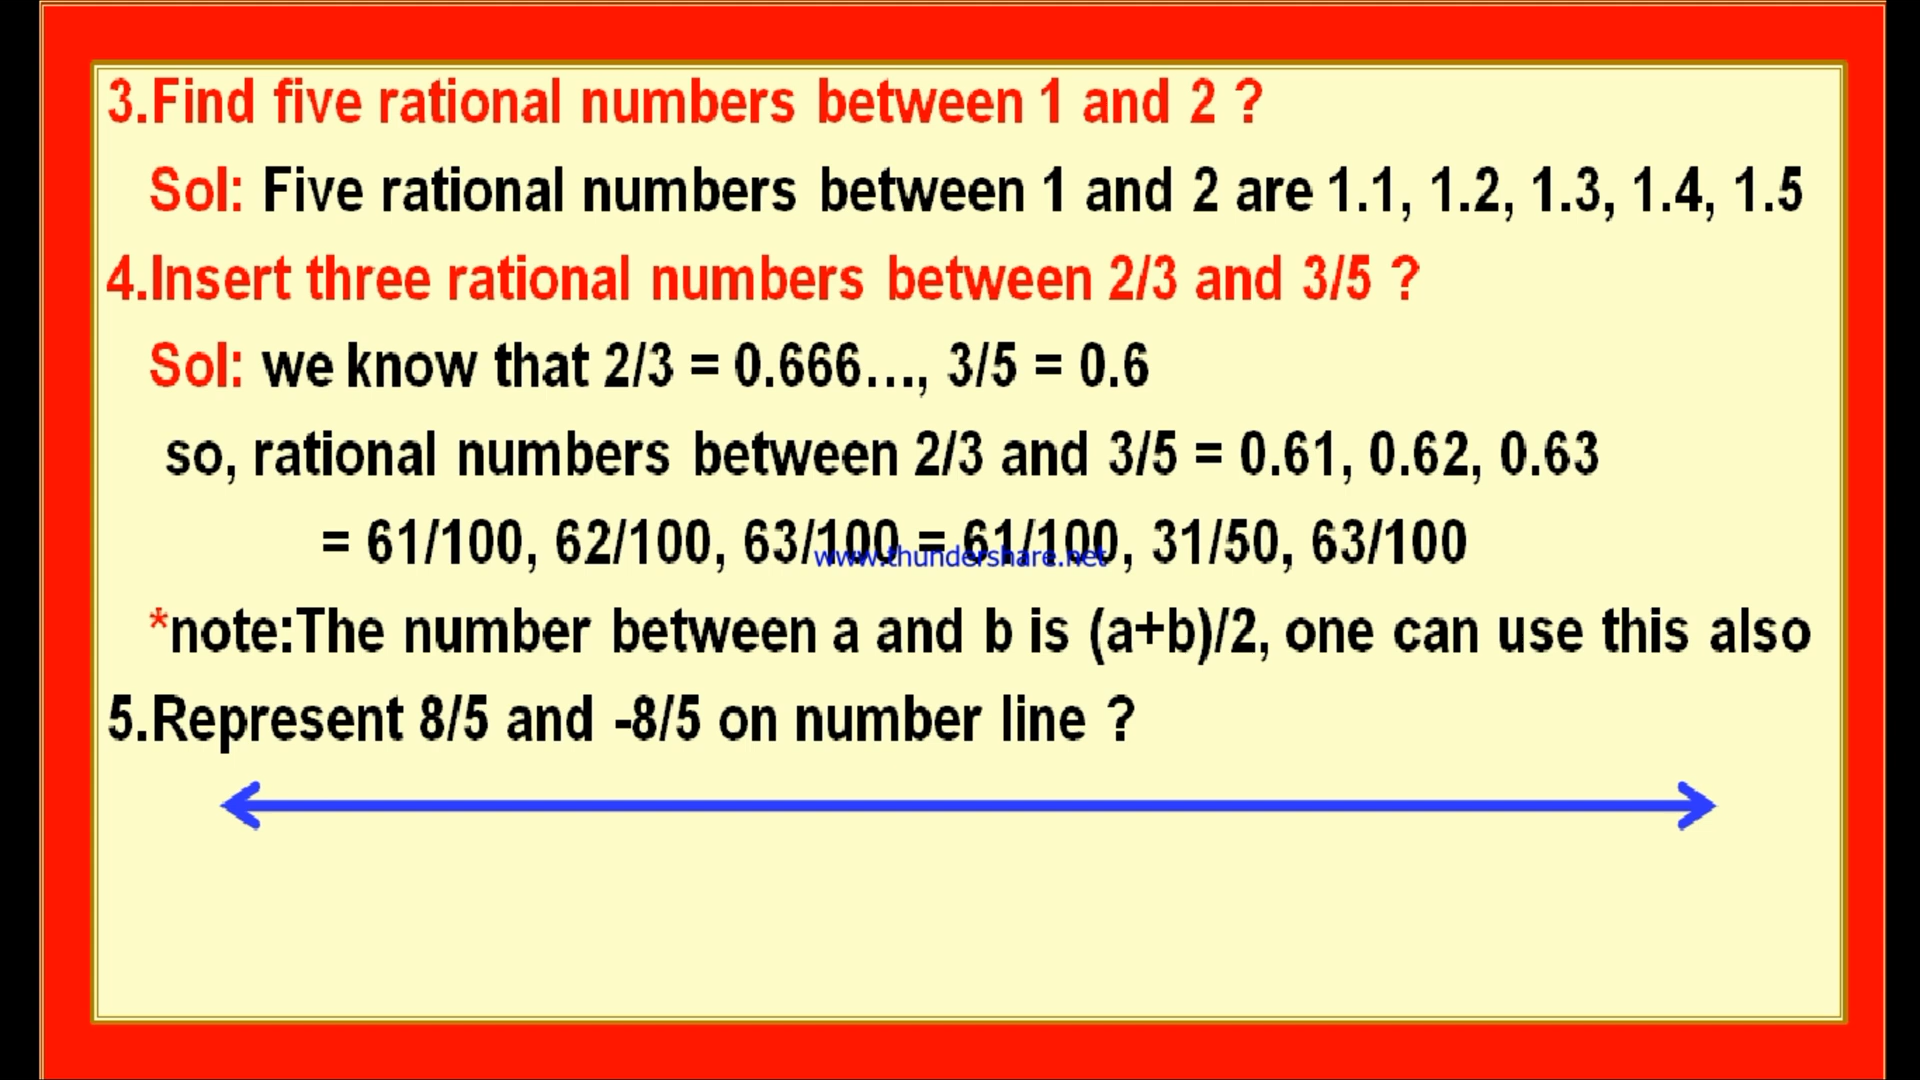 3.Find five rational numbers between 1 and 2 ?
Sol: Five rational numbers between 1 and 2 are 1.1, 1.2, 1.3, 1.4, 1.5
4.Insert three rational numbers between 2/3 and 3/5 ?
Sol: we know that 2/3 = 0.666..., 3/5 = 0.6
so, rational numbers between 2/3 and 3/5 = 0.61, 0.62, 0.63
= 61/100, 62/100, 63/100 = 61/100, 31/50, 63/100
www.thundershare.net
*note:The number between a and b is (a+b)/2, one can use this also
5.Represent 8/5 and -8/5 on number line ?